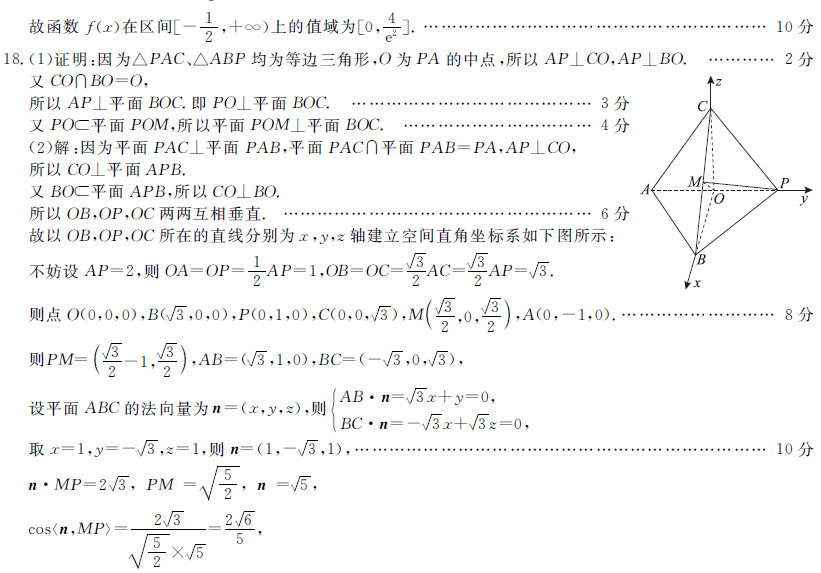 故函数 f(x)在区间[-1/2,+∞)上的值域为[0,4/e²]. …………………………………………………… 10 分
18.(1)证明:因为△PAC、△ABP 均为等边三角形,O 为 PA 的中点,所以 AP⊥CO,AP⊥BO. ………… 2 分
又 CO∩BO=O,
所以 AP⊥平面 BOC. 即 PO⊥平面 BOC. …………………………………… 3 分
又 PO⊂平面 POM,所以平面 POM⊥平面 BOC. …………………………… 4 分
(2)解:因为平面 PAC⊥平面 PAB,平面 PAC∩平面 PAB=PA,AP⊥CO,
所以 CO⊥平面 APB.
又 BO⊂平面 APB,所以 CO⊥BO.
所以 OB,OP,OC 两两互相垂直. ……………………………………………… 6 分
故以 OB,OP,OC 所在的直线分别为 x,y,z 轴建立空间直角坐标系如下图所示:
z
C
A
M
O
P
y
B
x
不妨设 AP=2,则 OA=OP=1/2AP=1,OB=OC=√3/2AC=√3/2AP=√3.
则点 O(0,0,0),B(√3,0,0),P(0,1,0),C(0,0,√3),M(√3/2,0,√3/2),A(0,-1,0). ……………………… 8 分
则PM=(√3/2-1,√3/2),AB=(√3,1,0),BC=(-√3,0,√3),
设平面 ABC 的法向量为 n=(x,y,z),则{AB·n=√3x+y=0,
BC·n=-√3x+√3z=0,
取 x=1,y=-√3,z=1,则 n=(1,-√3,1),……………………………………………………………… 10 分
n·MP=2√3, PM =√(5/2), n =√5,
cos⟨n,MP⟩=2√3/(√(5/2)×√5)=2√6/5,